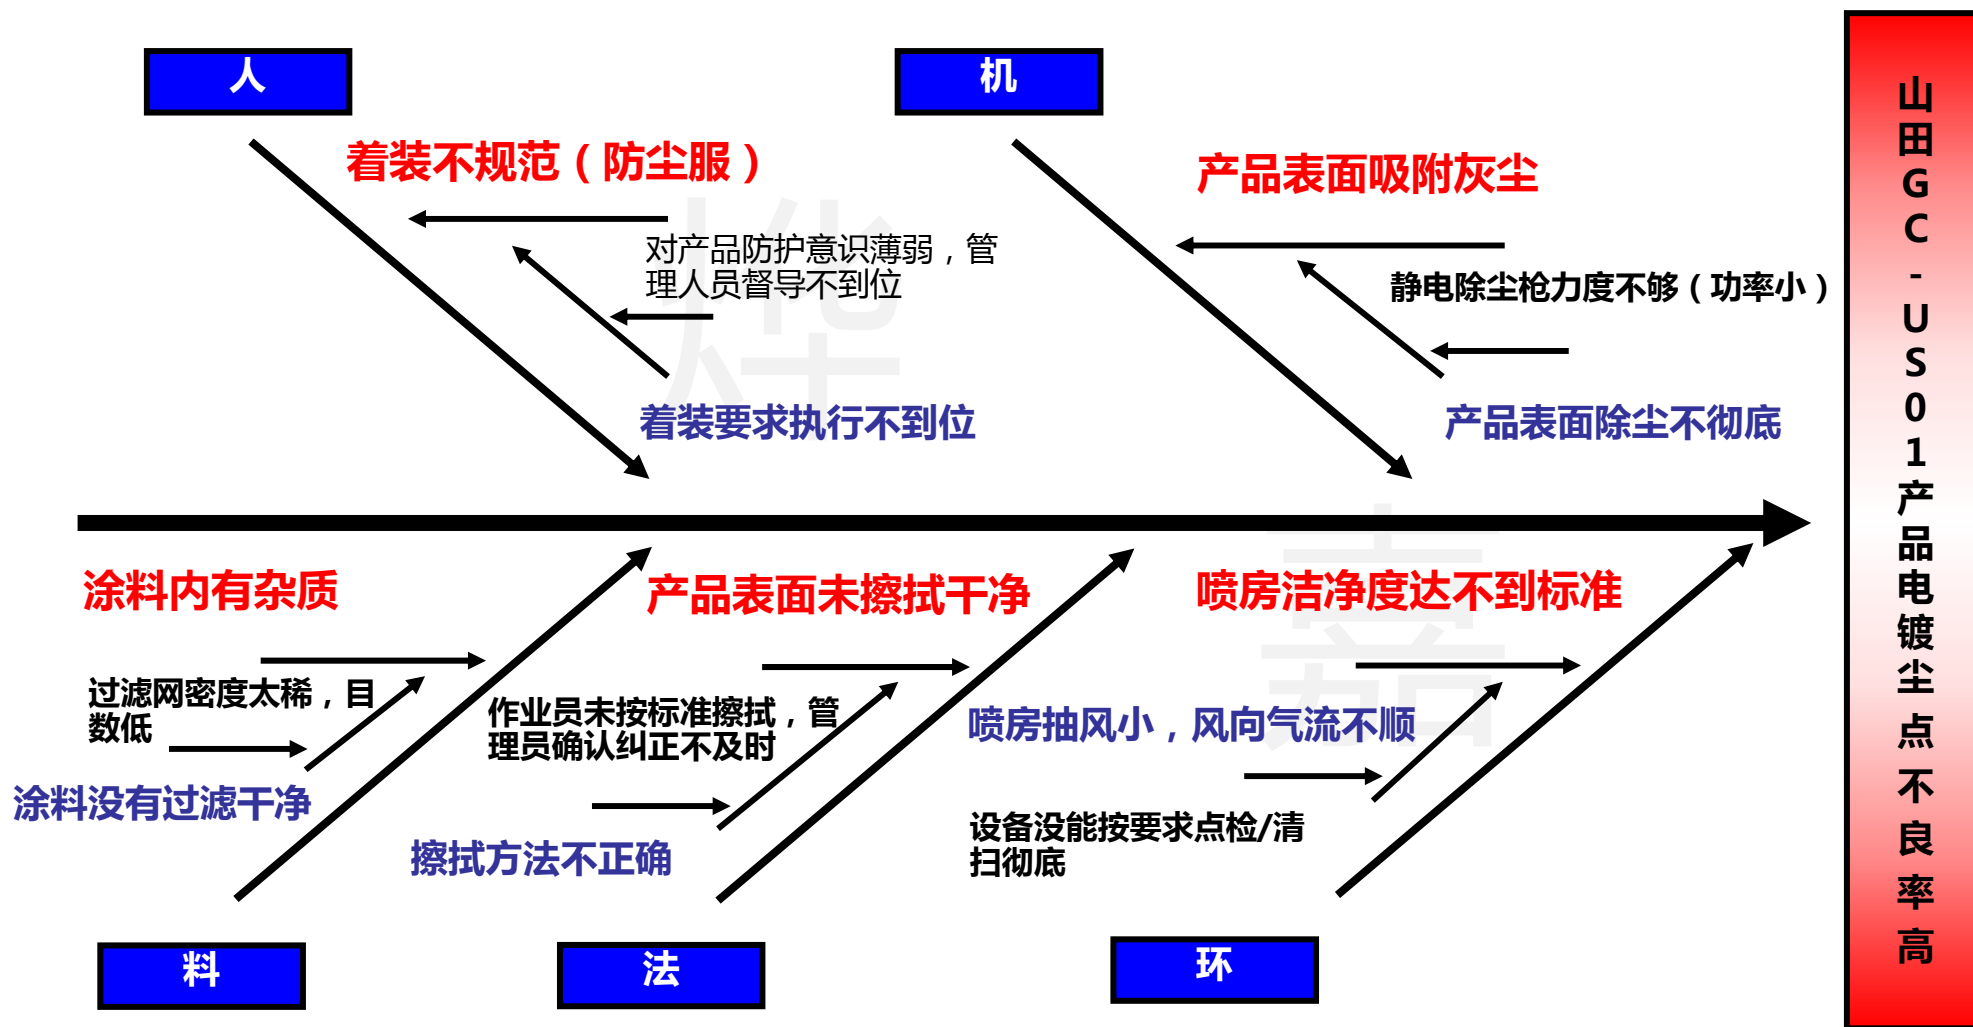 人
机
着装不规范（防尘服）
产品表面吸附灰尘
对产品防护意识薄弱，管
理人员督导不到位
静电除尘枪力度不够（功率小）
着装要求执行不到位
产品表面除尘不彻底
涂料内有杂质
产品表面未擦拭干净
喷房洁净度达不到标准
过滤网密度太稀，目
数低
作业员未按标准擦拭，管
理员确认纠正不及时
喷房抽风小，风向气流不顺
涂料没有过滤干净
擦拭方法不正确
设备没能按要求点检/清
扫彻底
料
法
环
山田GC-US01产品电镀尘点不良率高
烨
嘉